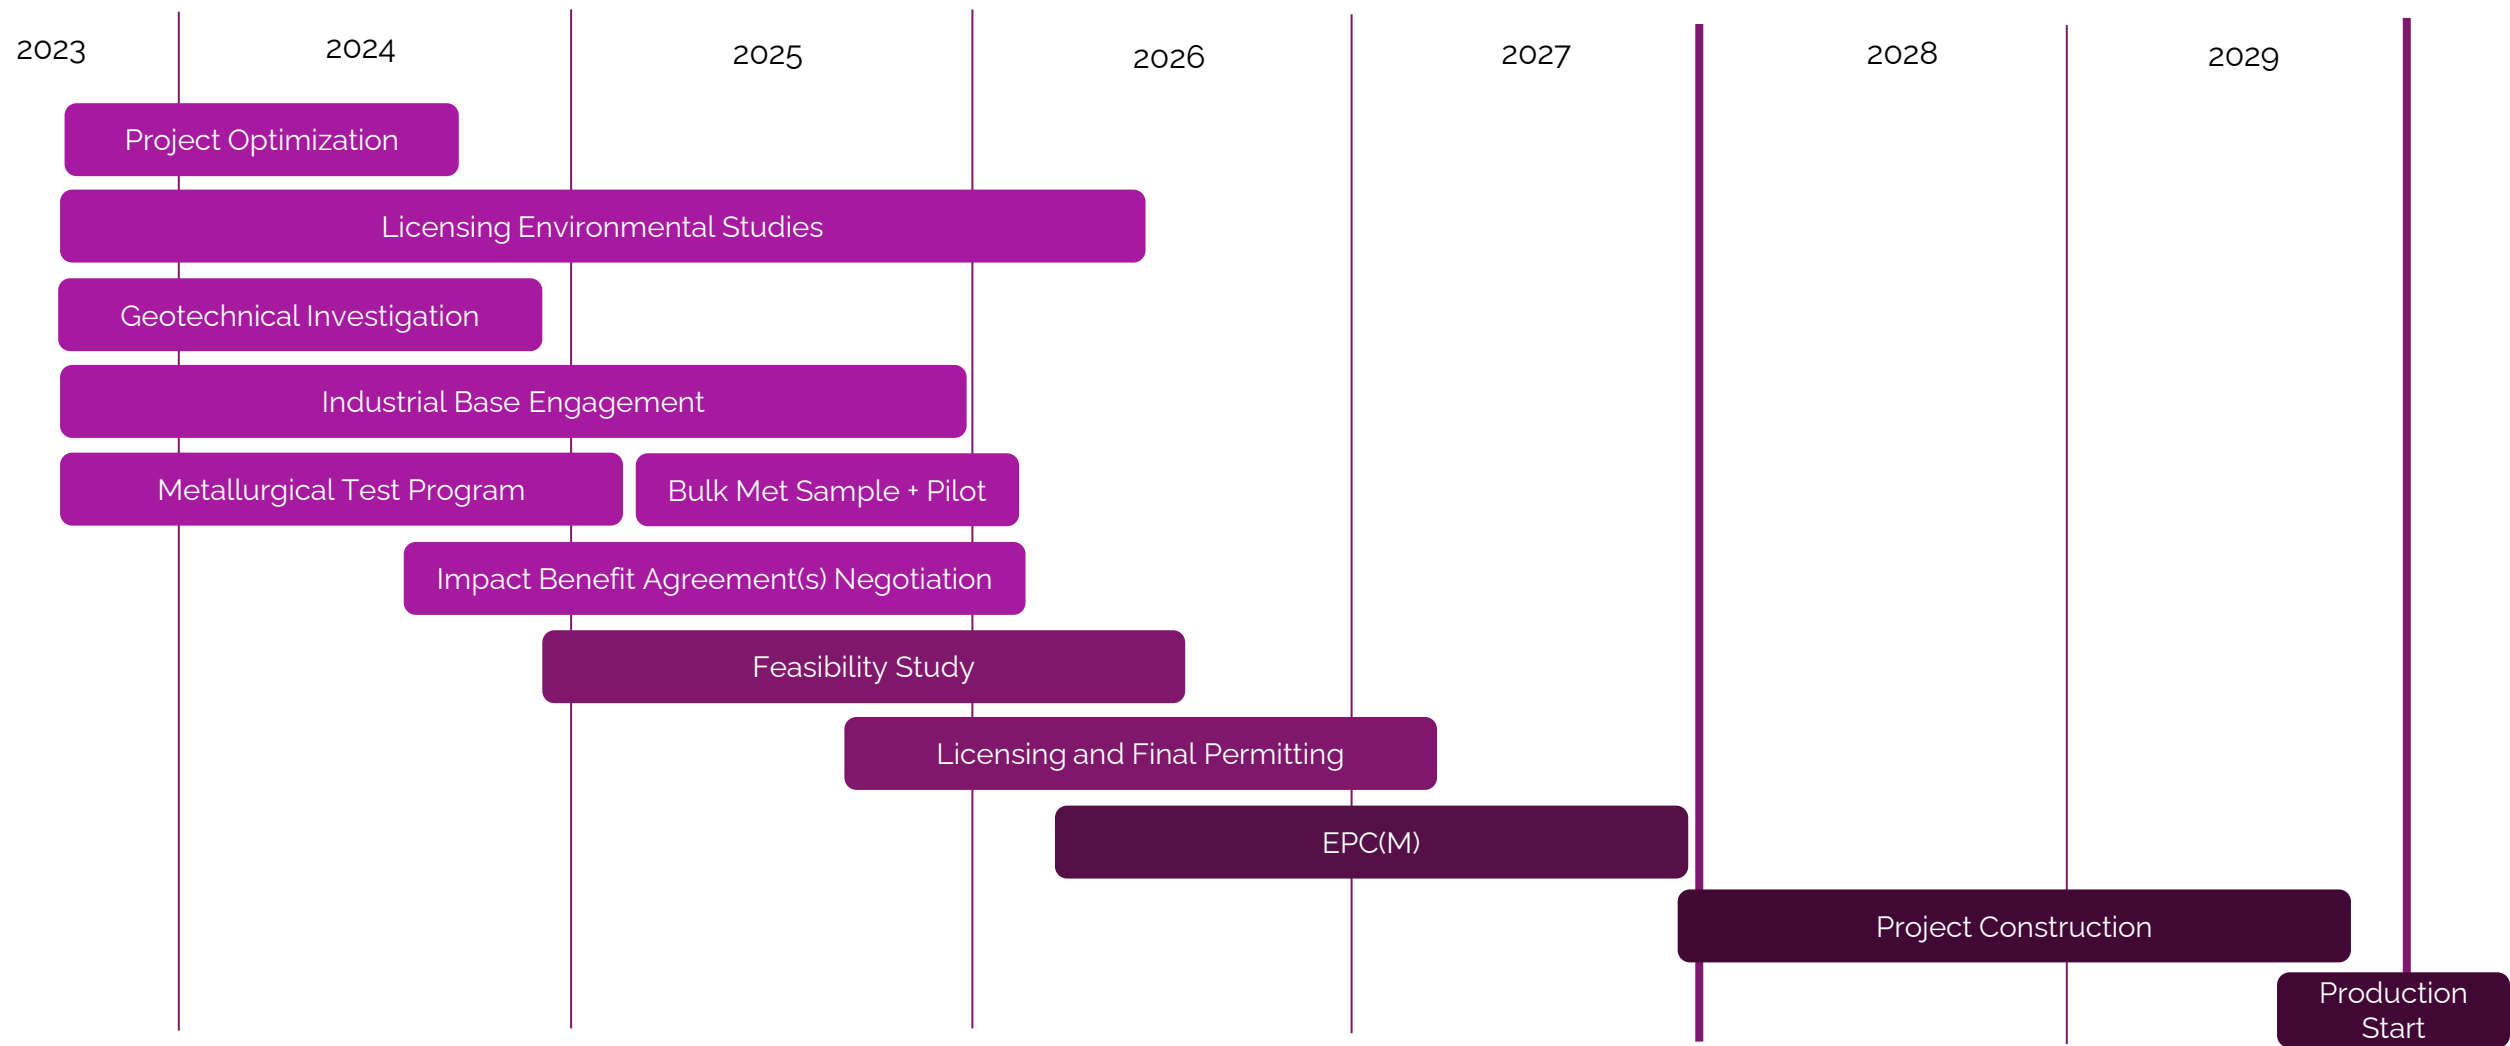 2023
2024
2025
2026
2027
2028
2029
Project Optimization
Licensing Environmental Studies
Geotechnical Investigation
Industrial Base Engagement
Metallurgical Test Program
Bulk Met Sample + Pilot
Impact Benefit Agreement(s) Negotiation
Feasibility Study
Licensing and Final Permitting
EPC(M)
Project Construction
Production
Start